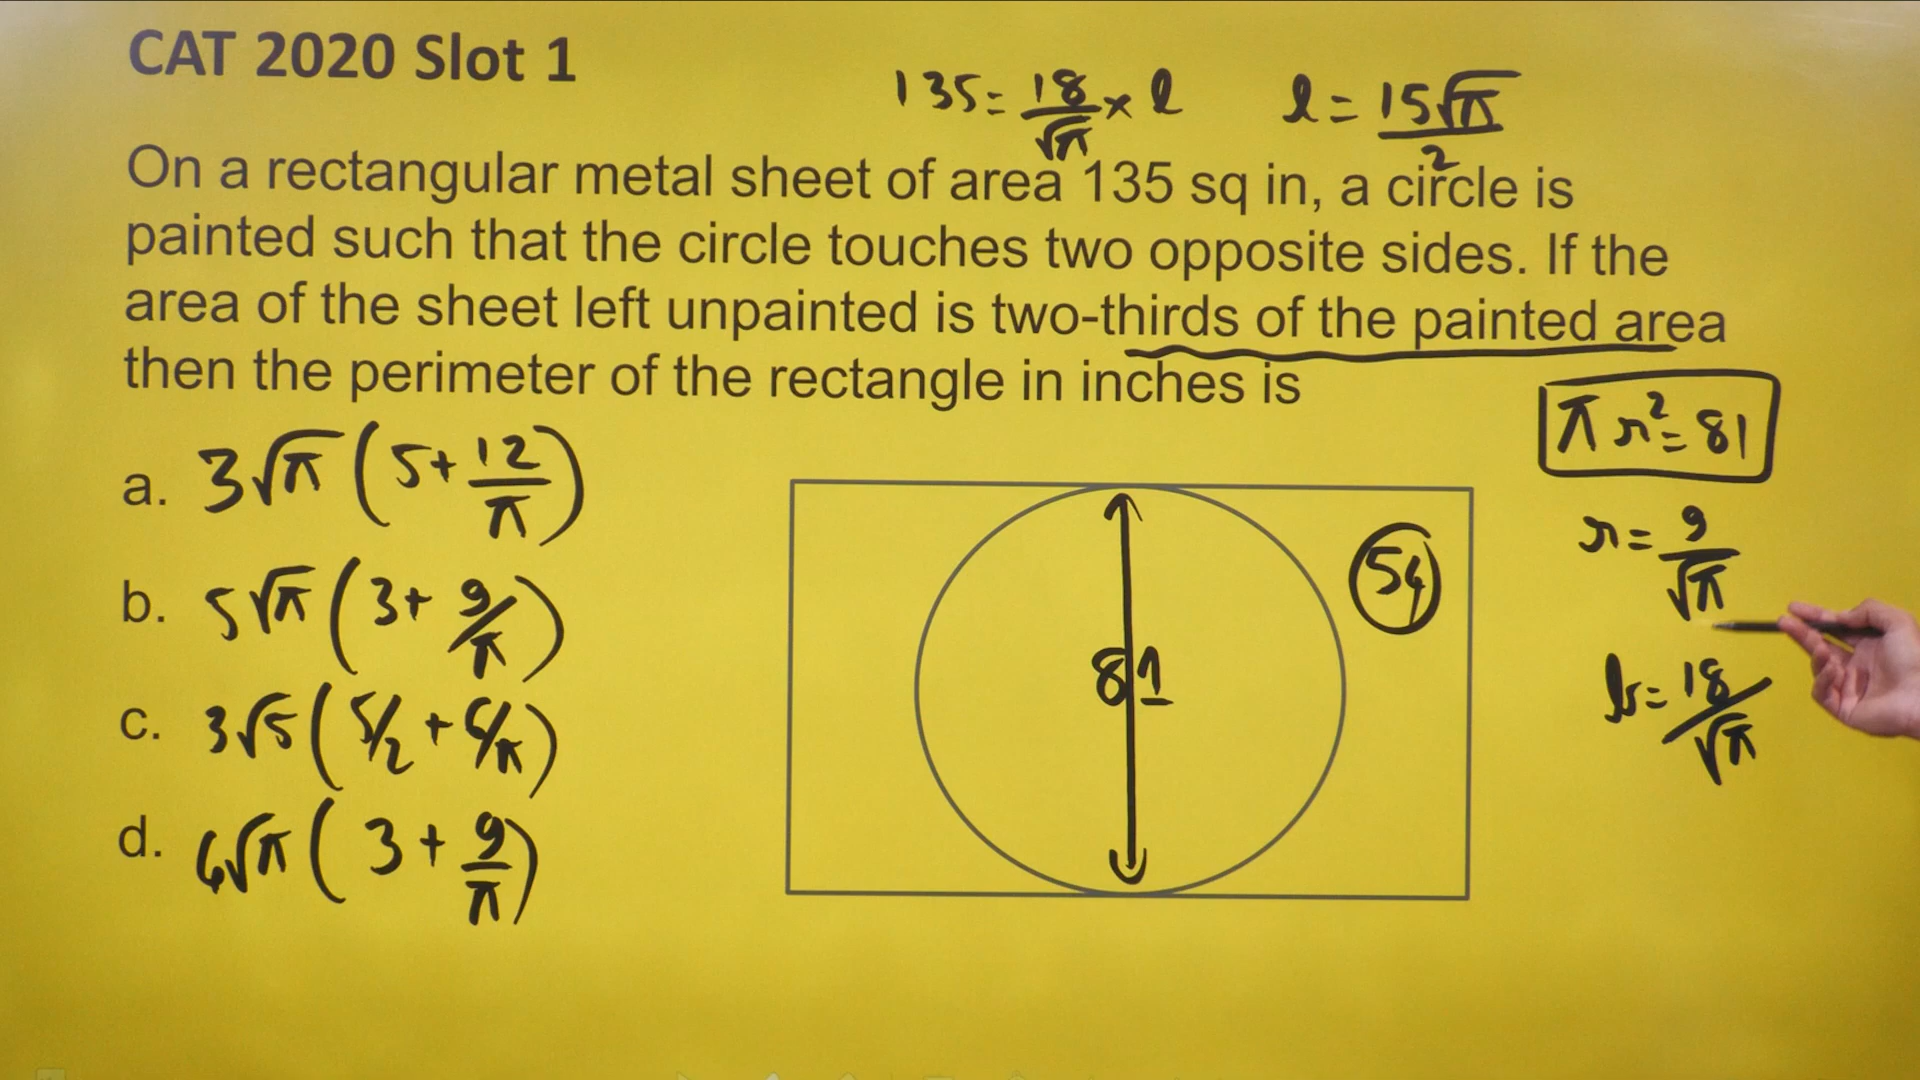 CAT 2020 Slot 1
135 = 18/√π × l
l = 15√π/2
On a rectangular metal sheet of area 135 sq in, a circle is
painted such that the circle touches two opposite sides. If the
area of the sheet left unpainted is two-thirds of the painted area
then the perimeter of the rectangle in inches is
πr² = 81
a. 3√π (5 + 12/π)
54
r = 9/√π
b. 5√π (3 + 9/π)
81
b = 18/√π
c. 3√5 (5/2 + 6/π)
d. 6√π (3 + 9/π)